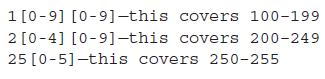 1[0-9][0-9]—this covers 100–199
2[0-4][0-9]—this covers 200–249
25[0-5]—this covers 250–255